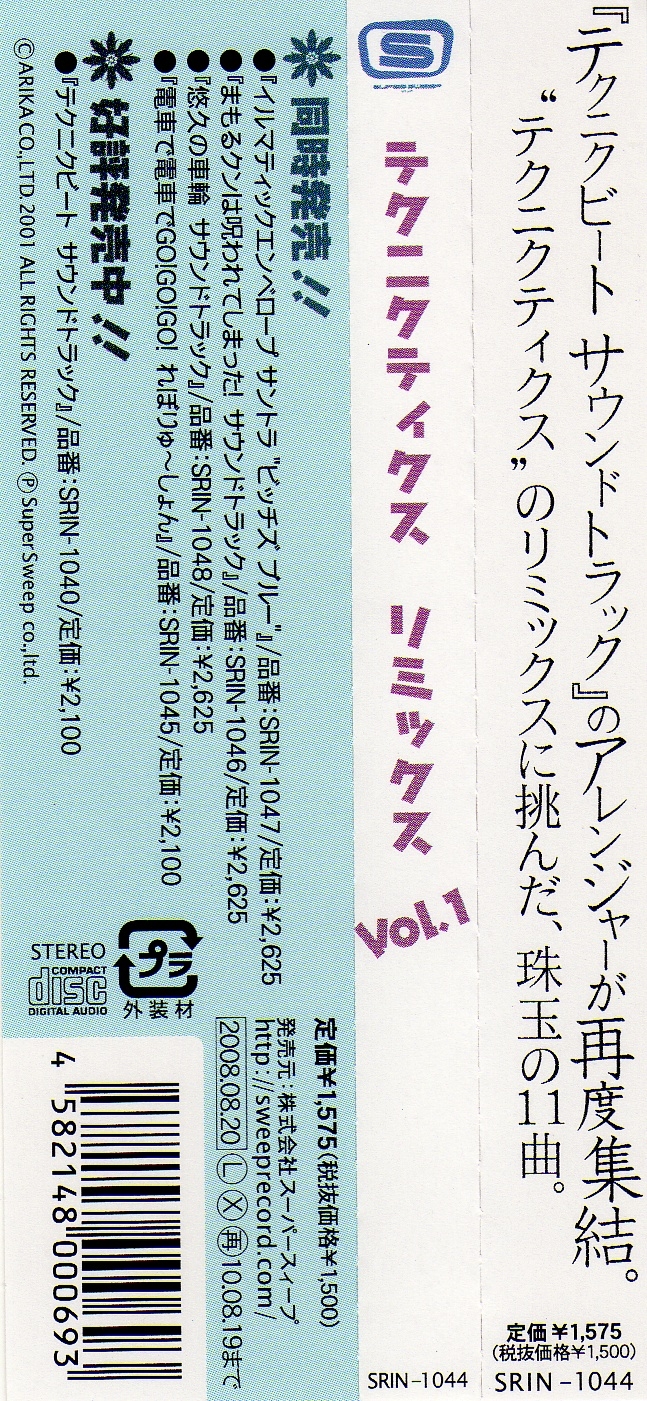 『テクニクビート サウンドトラック』のアレンジャーが再度集結。
“テクニクティクス”のリミックスに挑んだ、珠玉の11曲。
定価¥1,575
(税抜価格¥1,500)
SRIN-1044
S
テクニクティクス リミックス Vol.1
SRIN-1044
同時発売!!
●『イルマティックエンベロープ サントラ"ビッチズ ブルー"』/品番:SRIN-1047/定価:¥2,625
●『まもるクンは呪われてしまった! サウンドトラック』/品番:SRIN-1046/定価:¥2,625
●『悠久の車輪 サウンドトラック』/品番:SRIN-1048/定価:¥2,625
●『電車で電車でGO!GO!GO! れぼりゅ～しょん』/品番:SRIN-1045/定価:¥2,100
好評発売中!!
●『テクニクビート サウンドトラック』/品番:SRIN-1040/定価:¥2,100
©ARIKA CO.,LTD. 2001 ALL RIGHTS RESERVED. ℗ SuperSweep co.,ltd.
STEREO
COMPACT
disc
DIGITAL AUDIO
プラ
外装材
定価¥1,575(税抜価格¥1,500)
発売元:株式会社スーパースィープ
http://sweeprecord.com/
2008.08.20 Ⓛ Ⓧ ㊢10.08.19まで
4 582148 000693